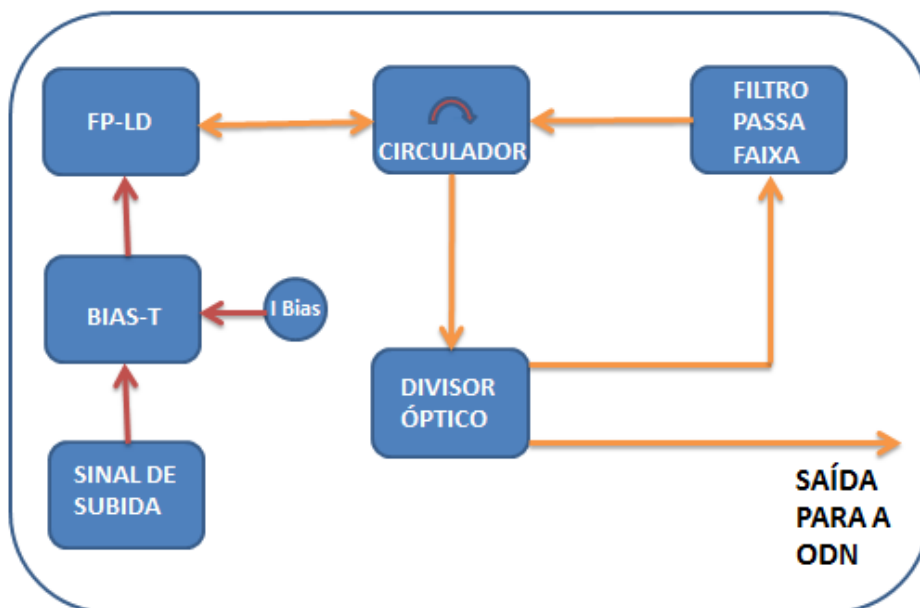 FP-LD
CIRCULADOR
FILTRO
PASSA
FAIXA
BIAS-T
I Bias
DIVISOR
ÓPTICO
SINAL DE
SUBIDA
SAÍDA
PARA A
ODN